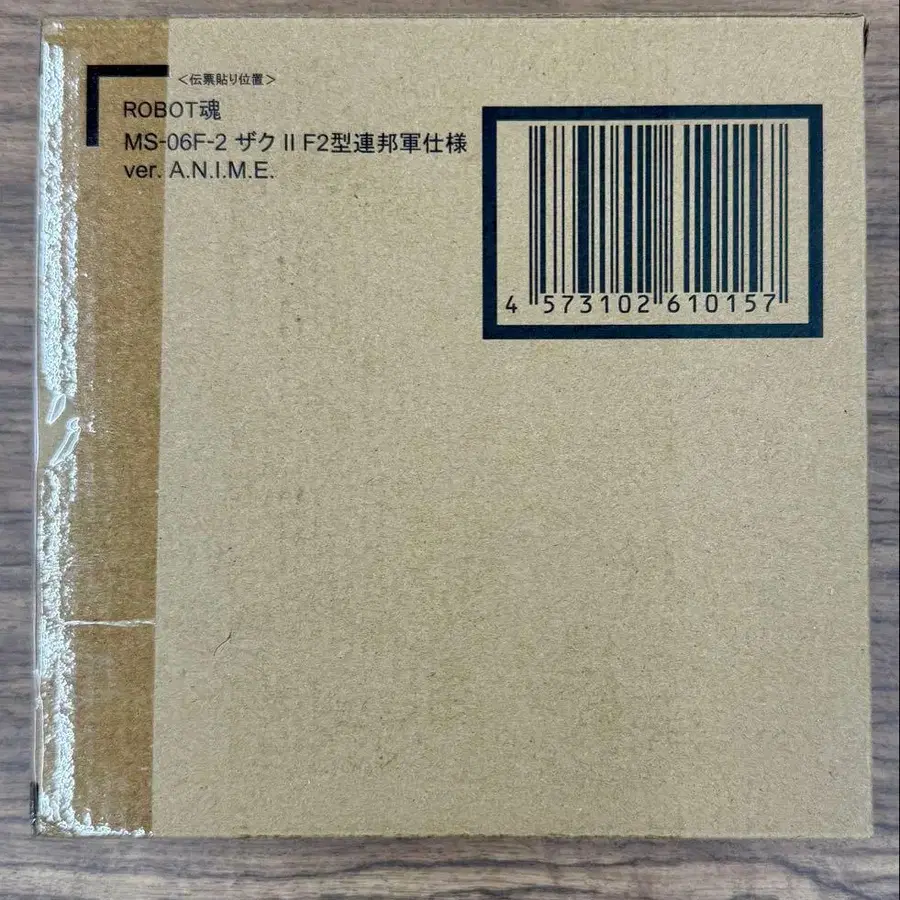 <伝票貼り位置>
ROBOT魂
MS-06F-2 ザクⅡ F2型連邦軍仕様
ver. A.N.I.M.E.
4 573102 610157